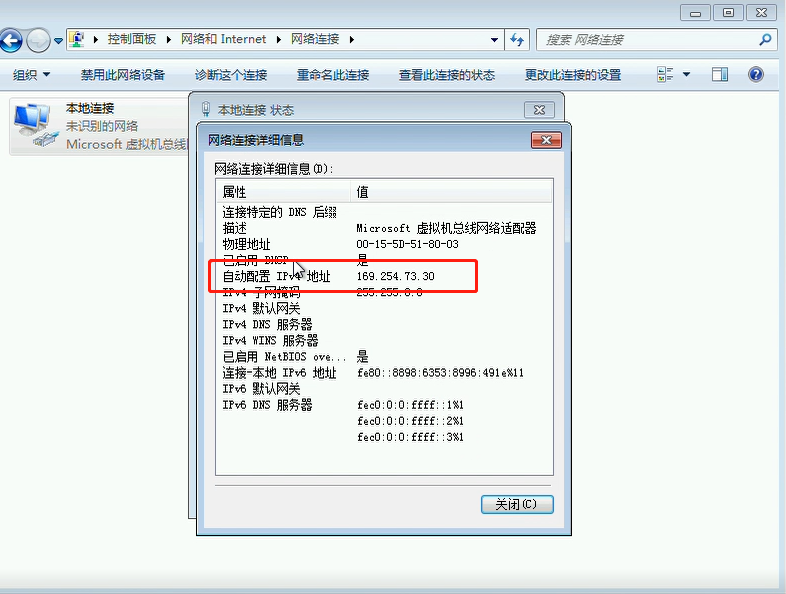 控制面板 网络和 Internet 网络连接
搜索 网络连接
组织 禁用此网络设备 诊断这个连接 重命名此连接 查看此连接的状态 更改此连接的设置
本地连接
未识别的网络
Microsoft 虚拟机总线
本地连接 状态
网络连接详细信息
网络连接详细信息(D):
属性 值
连接特定的 DNS 后缀
描述 Microsoft 虚拟机总线网络适配器
物理地址 00-15-5D-51-80-03
已启用 DHCP 是
自动配置 IPv4 地址 169.254.73.30
IPv4 子网掩码 255.255.0.0
IPv4 默认网关
IPv4 DNS 服务器
IPv4 WINS 服务器
已启用 NetBIOS ove... 是
连接-本地 IPv6 地址 fe80::8898:6353:8996:491e%11
IPv6 默认网关
IPv6 DNS 服务器 fec0:0:0:ffff::1%1
fec0:0:0:ffff::2%1
fec0:0:0:ffff::3%1
关闭(C)